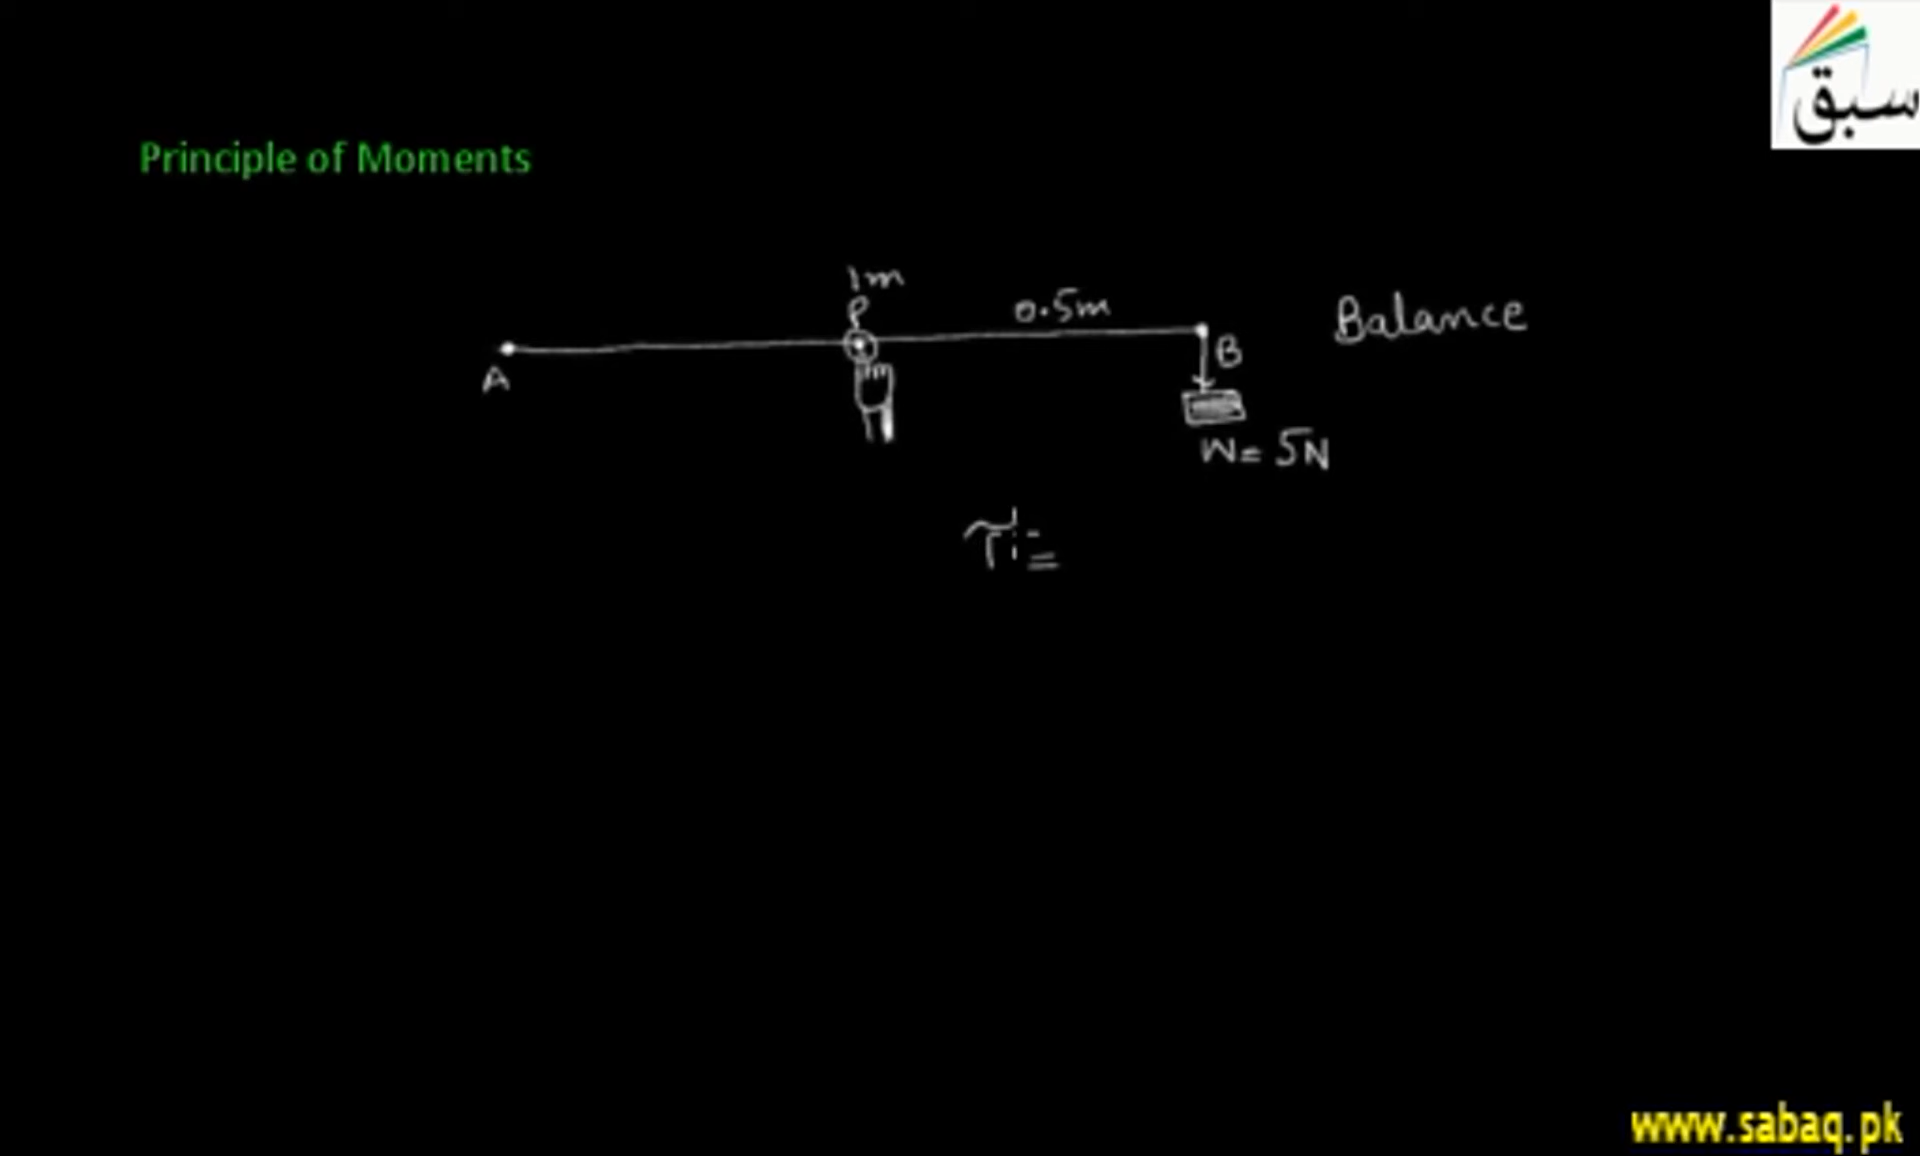 سبق
Principle of Moments
1m
P
0.5m
Balance
A
B
W= 5N
www.sabaq.pk